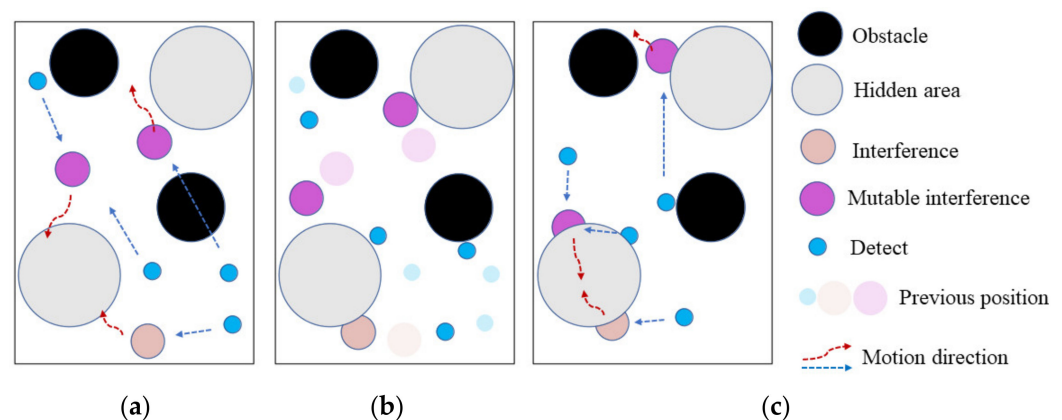 Obstacle
Hidden area
Interference
Mutable interference
Detect
Previous position
Motion direction
(a) (b) (c)